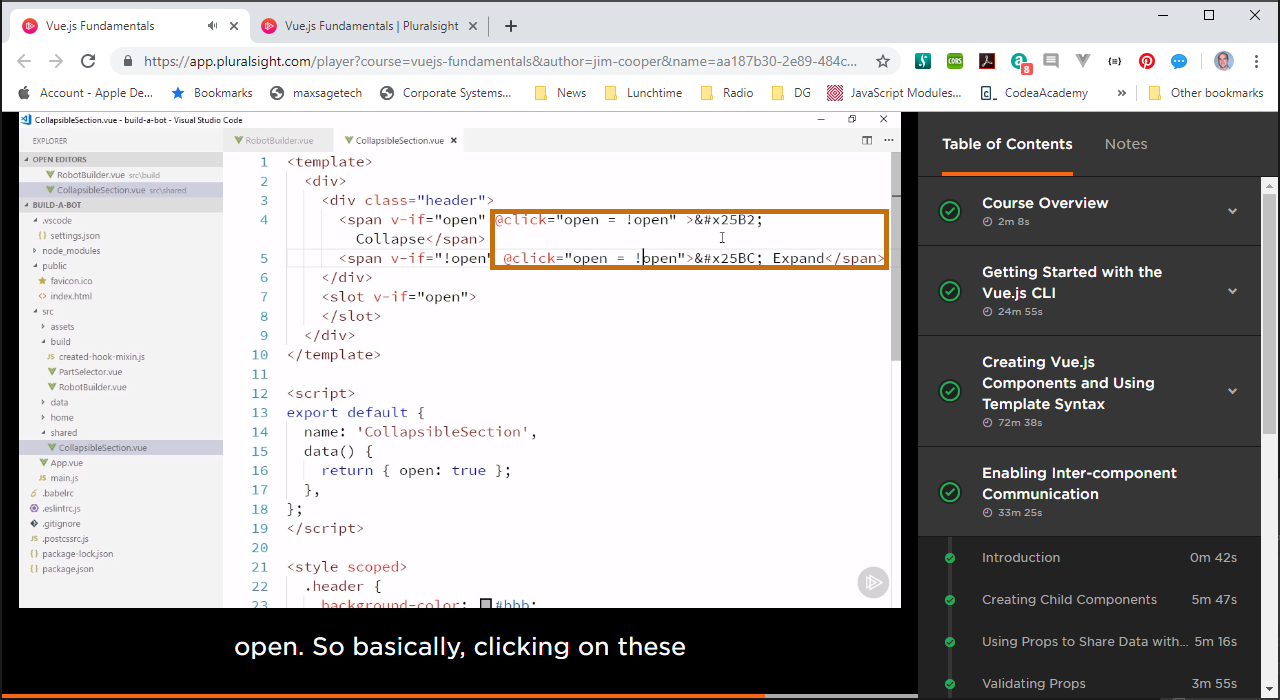 Vue.js Fundamentals
Vue.js Fundamentals | Pluralsight
https://app.pluralsight.com/player?course=vuejs-fundamentals&author=jim-cooper&name=aa187b30-2e89-484c...
CORS
8
Account - Apple De...
Bookmarks
maxsagetech
Corporate Systems...
News
Lunchtime
Radio
DG
JavaScript Modules...
CodeaAcademy
»
Other bookmarks
CollapsibleSection.vue - build-a-bot - Visual Studio Code
EXPLORER
OPEN EDITORS
RobotBuilder.vue src\build
CollapsibleSection.vue src\shared
BUILD-A-BOT
.vscode
settings.json
node_modules
public
favicon.ico
index.html
src
assets
build
created-hook-mixin.js
PartSelector.vue
RobotBuilder.vue
data
home
shared
CollapsibleSection.vue
App.vue
main.js
.babelrc
.eslintrc.js
.gitignore
.postcssrc.js
package-lock.json
package.json
RobotBuilder.vue
CollapsibleSection.vue
1 <template>
2 <div>
3 <div class="header">
4 <span v-if="open" @click="open = !open" >&#x25B2;
Collapse</span>
5 <span v-if="!open" @click="open = !open">&#x25BC; Expand</span>
6 </div>
7 <slot v-if="open">
8 </slot>
9 </div>
10 </template>
11
12 <script>
13 export default {
14 name: 'CollapsibleSection',
15 data() {
16 return { open: true };
17 },
18 };
19 </script>
20
21 <style scoped>
22 .header {
23 background-color: #bbb;
open. So basically, clicking on these
Table of Contents
Notes
Course Overview
2m 8s
Getting Started with the
Vue.js CLI
24m 55s
Creating Vue.js
Components and Using
Template Syntax
72m 38s
Enabling Inter-component
Communication
33m 25s
Introduction 0m 42s
Creating Child Components 5m 47s
Using Props to Share Data with... 5m 16s
Validating Props 3m 55s